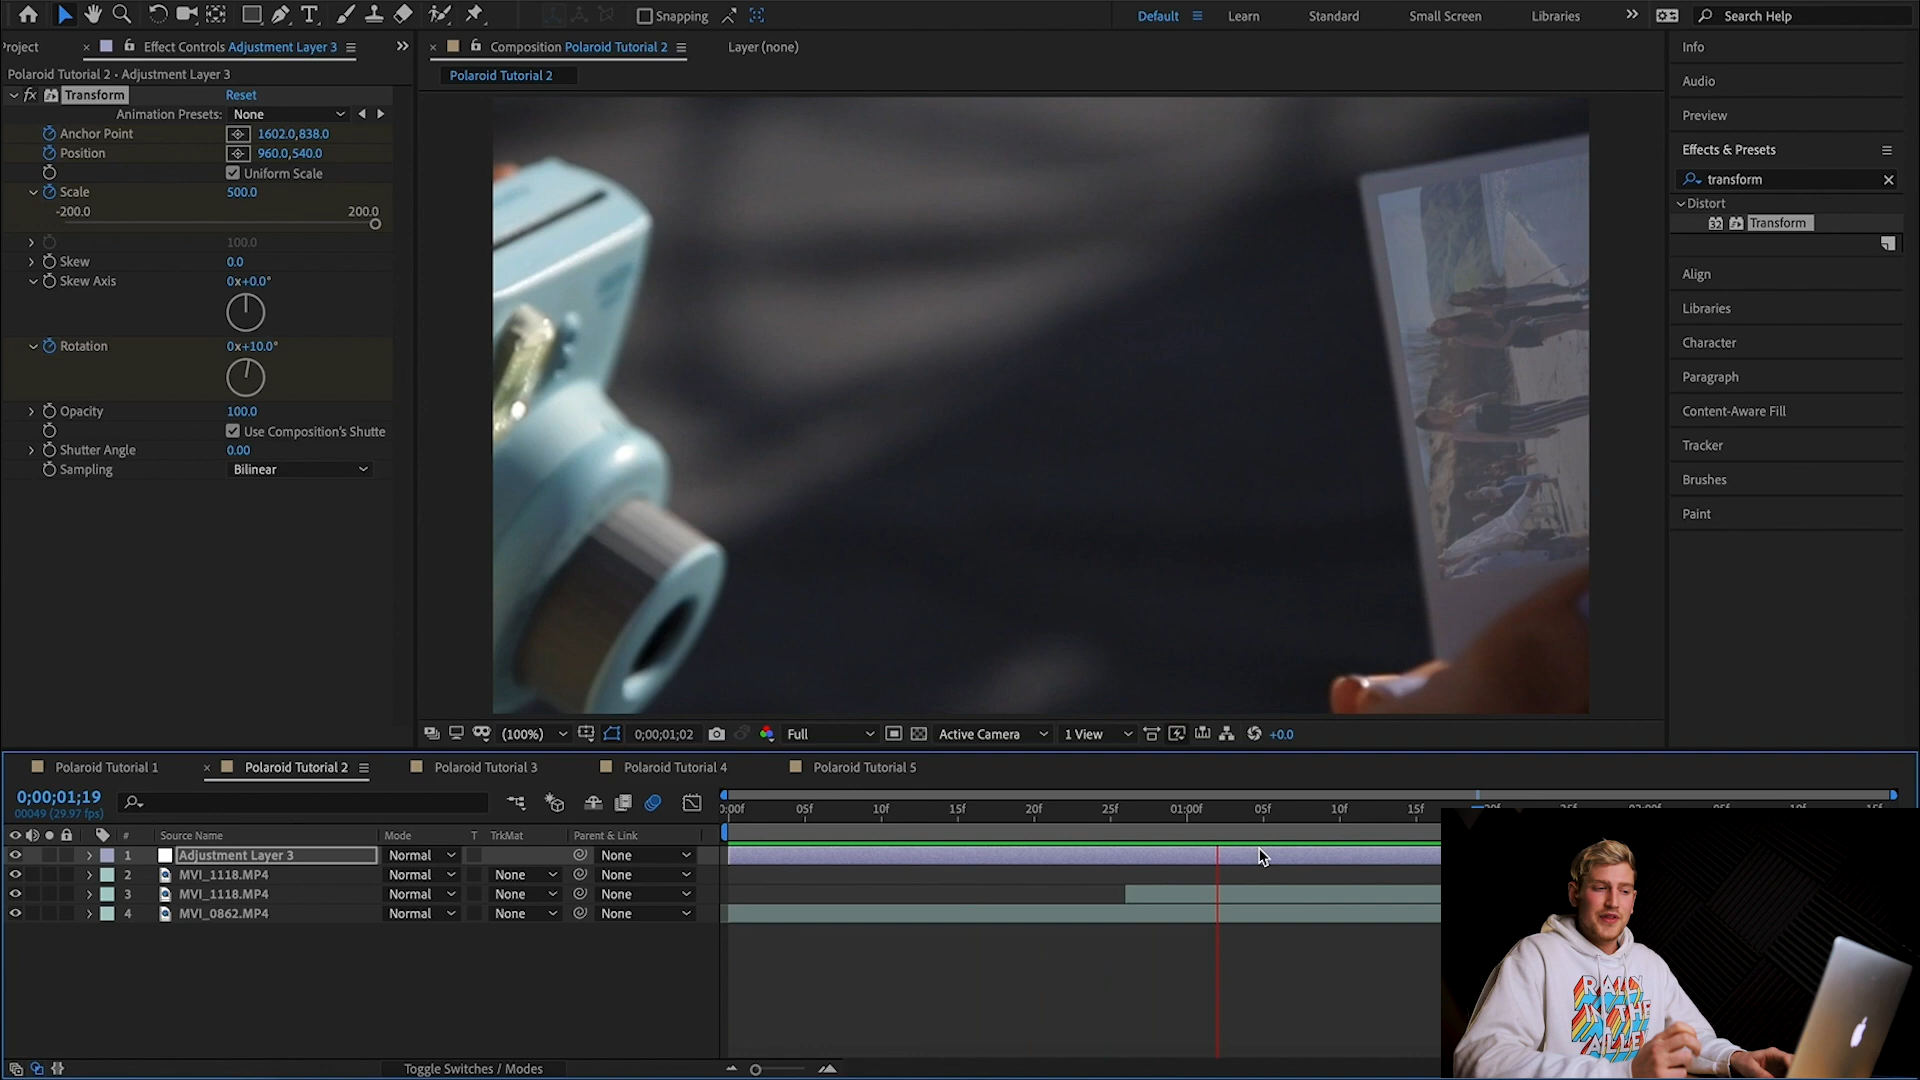 Snapping
Default
Learn
Standard
Small Screen
Libraries
Search Help
Project
Effect Controls Adjustment Layer 3
Composition Polaroid Tutorial 2
Layer (none)
Polaroid Tutorial 2 • Adjustment Layer 3
Polaroid Tutorial 2
fx Transform Reset
Animation Presets: None
Anchor Point 1602.0,838.0
Position 960.0,540.0
Uniform Scale
Scale 500.0
-200.0 200.0
100.0
Skew 0.0
Skew Axis 0x+0.0°
Rotation 0x+10.0°
Opacity 100.0
Use Composition's Shutte
Shutter Angle 0.00
Sampling Bilinear
Info
Audio
Preview
Effects & Presets
transform
Distort
32 Transform
Align
Libraries
Character
Paragraph
Content-Aware Fill
Tracker
Brushes
Paint
(100%) 0;00;01;02 Full Active Camera 1 View +0.0
Polaroid Tutorial 1
Polaroid Tutorial 2
Polaroid Tutorial 3
Polaroid Tutorial 4
Polaroid Tutorial 5
0;00;01;19
00049 (29.97 fps)
:00f 05f 10f 15f 20f 25f 01:00f 05f 10f 15f
# Source Name Mode T TrkMat Parent & Link
1 Adjustment Layer 3 Normal None
2 MVI_1118.MP4 Normal None None
3 MVI_1118.MP4 Normal None None
4 MVI_0862.MP4 Normal None None
RALLY
IN THE
ALLEY
Toggle Switches / Modes